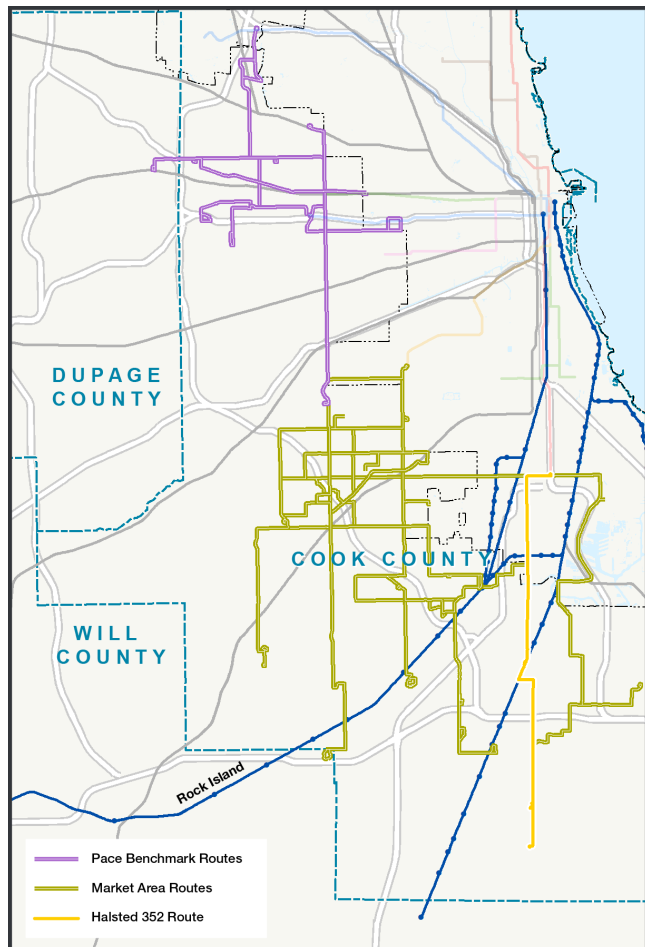 DUPAGE
COUNTY
COOK COUNTY
WILL
COUNTY
Rock Island
Pace Benchmark Routes
Market Area Routes
Halsted 352 Route